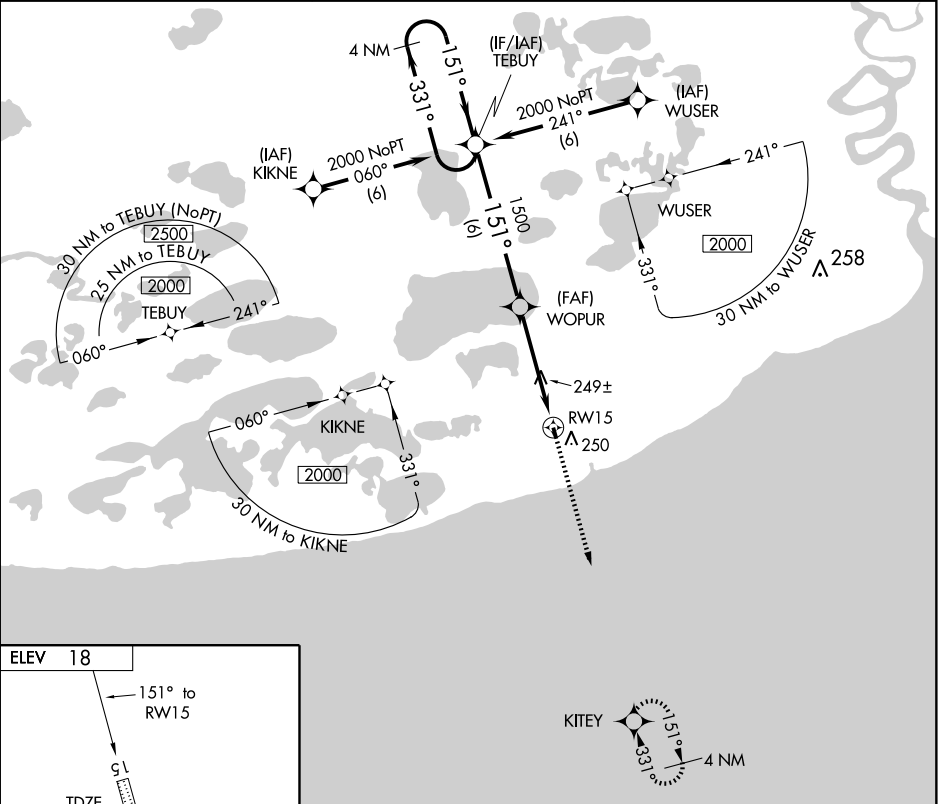 4 NM
151°
331°
(IF/IAF)
TEBUY
2000 NoPT
241°
(6)
(IAF)
WUSER
(IAF)
KIKNE
2000 NoPT
060°
(6)
1500
151°
(6)
241°
WUSER
2000
331°
30 NM to WUSER
258
30 NM to TEBUY (NoPT)
2500
25 NM to TEBUY
2000
TEBUY
241°
060°
(FAF)
WOPUR
249±
RW15
250
060°
KIKNE
331°
2000
30 NM to KIKNE
ELEV 18
151° to
RW15
15
TDZE
KITEY
151°
331°
4 NM